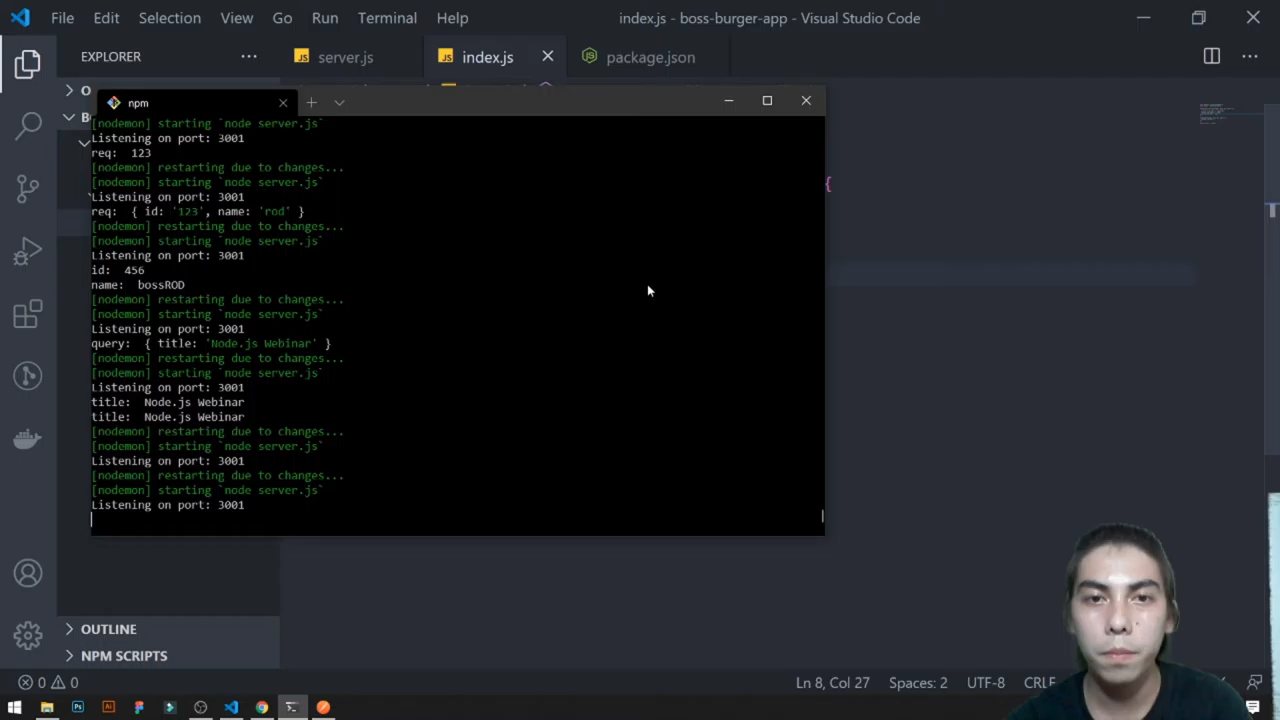 File Edit Selection View Go Run Terminal Help index.js - boss-burger-app - Visual Studio Code
EXPLORER ... JS server.js JS index.js package.json
npm
[nodemon] starting `node server.js`
Listening on port: 3001
req:  123
[nodemon] restarting due to changes...
[nodemon] starting `node server.js`
Listening on port: 3001
req:  { id: '123', name: 'rod' }
[nodemon] restarting due to changes...
[nodemon] starting `node server.js`
Listening on port: 3001
id:  456
name:  bossROD
[nodemon] restarting due to changes...
[nodemon] starting `node server.js`
Listening on port: 3001
query:  { title: 'Node.js Webinar' }
[nodemon] restarting due to changes...
[nodemon] starting `node server.js`
Listening on port: 3001
title:  Node.js Webinar
title:  Node.js Webinar
[nodemon] restarting due to changes...
[nodemon] starting `node server.js`
Listening on port: 3001
[nodemon] restarting due to changes...
[nodemon] starting `node server.js`
Listening on port: 3001
{
OUTLINE
NPM SCRIPTS
0 0 Ln 8, Col 27 Spaces: 2 UTF-8 CRLF
Ps Ai